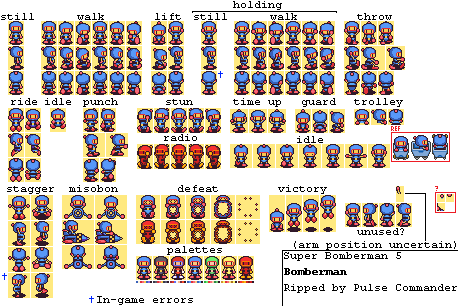 holding
still walk lift still walk throw
†
ride idle punch stun time up guard trolley
REF
radio idle
stagger misobon defeat victory
?
unused?
(arm position uncertain)
palettes
Super Bomberman 5
Bomberman
Ripped by Pulse Commander
†
†In-game errors